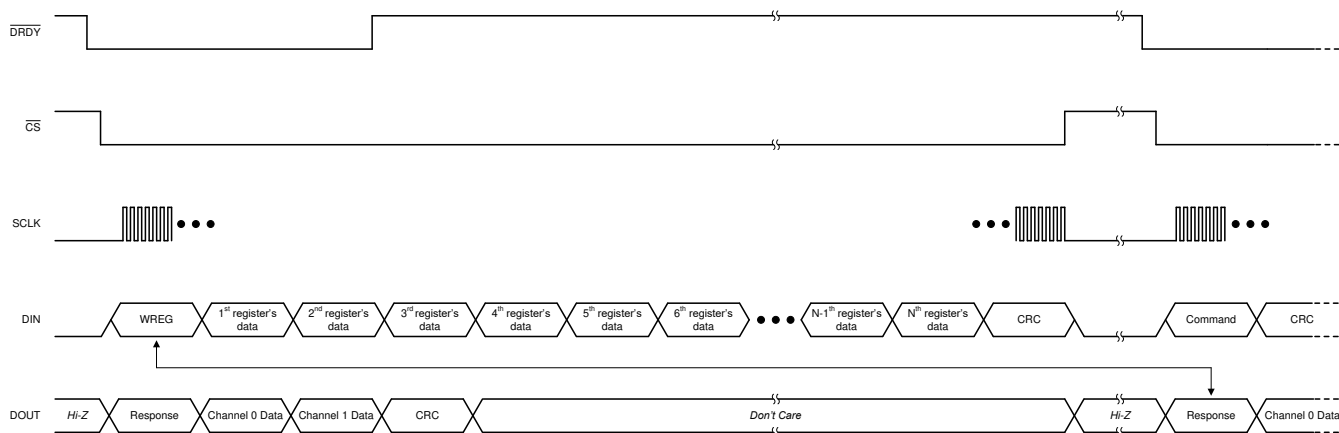 DRDY
CS
SCLK
DIN
WREG
1st register's
data
2nd register's
data
3rd register's
data
4th register's
data
5th register's
data
6th register's
data
N-1th register's
data
Nth register's
data
CRC
Command
CRC
DOUT
Hi-Z
Response
Channel 0 Data
Channel 1 Data
CRC
Don't Care
Hi-Z
Response
Channel 0 Data